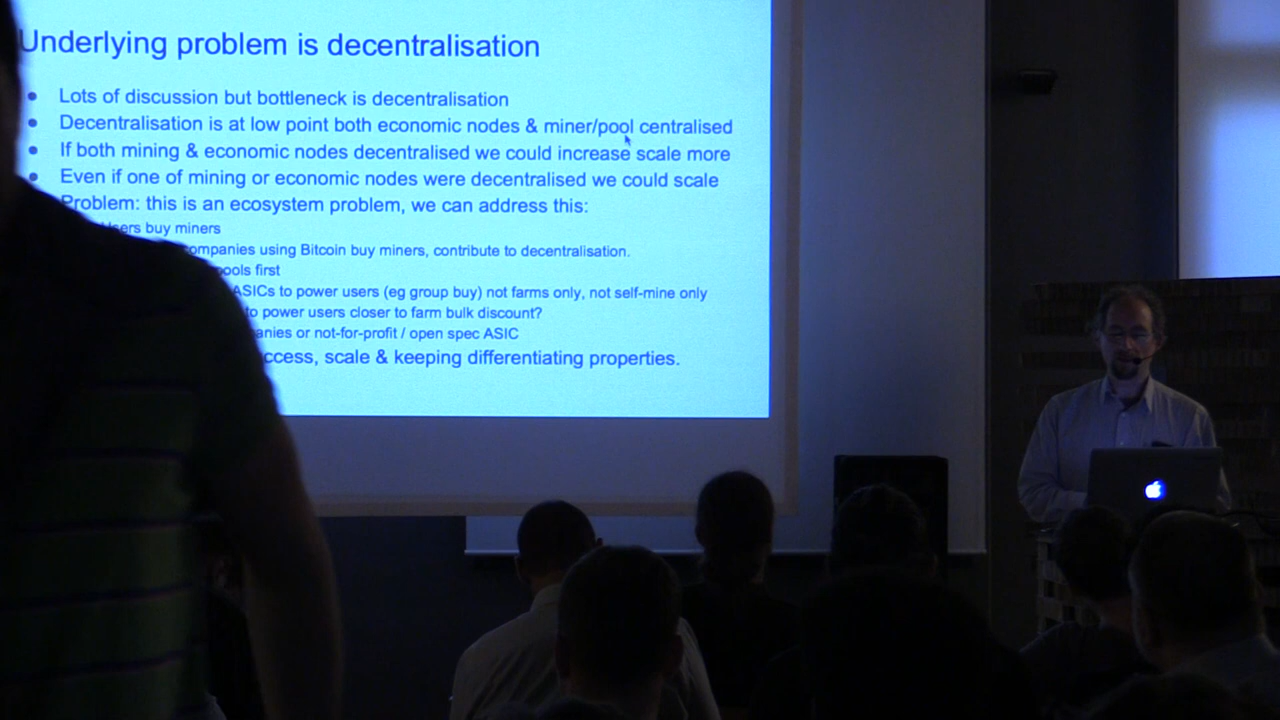 Underlying problem is decentralisation
Lots of discussion but bottleneck is decentralisation
Decentralisation is at low point both economic nodes & miner/pool centralised
If both mining & economic nodes decentralised we could increase scale more
Even if one of mining or economic nodes were decentralised we could scale
Problem: this is an ecosystem problem, we can address this:
buy miners
using Bitcoin buy miners, contribute to decentralisation.
first
ASICs to power users (eg group buy) not farms only, not self-mine only
to power users closer to farm bulk discount?
or not-for-profit / open spec ASIC
scale & keeping differentiating properties.